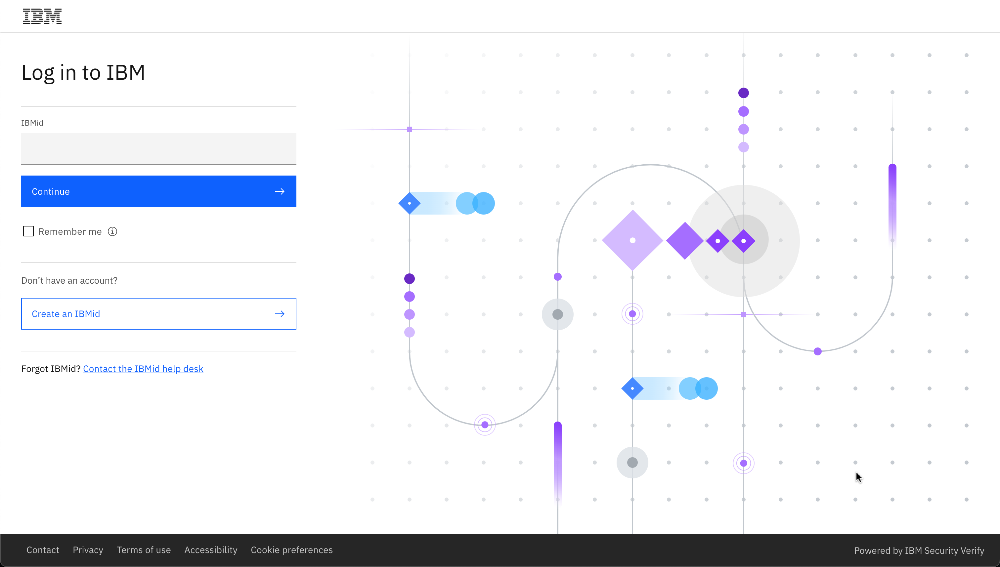 IBM
Log in to IBM
IBMid
Continue
Remember me
Don’t have an account?
Create an IBMid
Forgot IBMid? Contact the IBMid help desk
Contact Privacy Terms of use Accessibility Cookie preferences Powered by IBM Security Verify